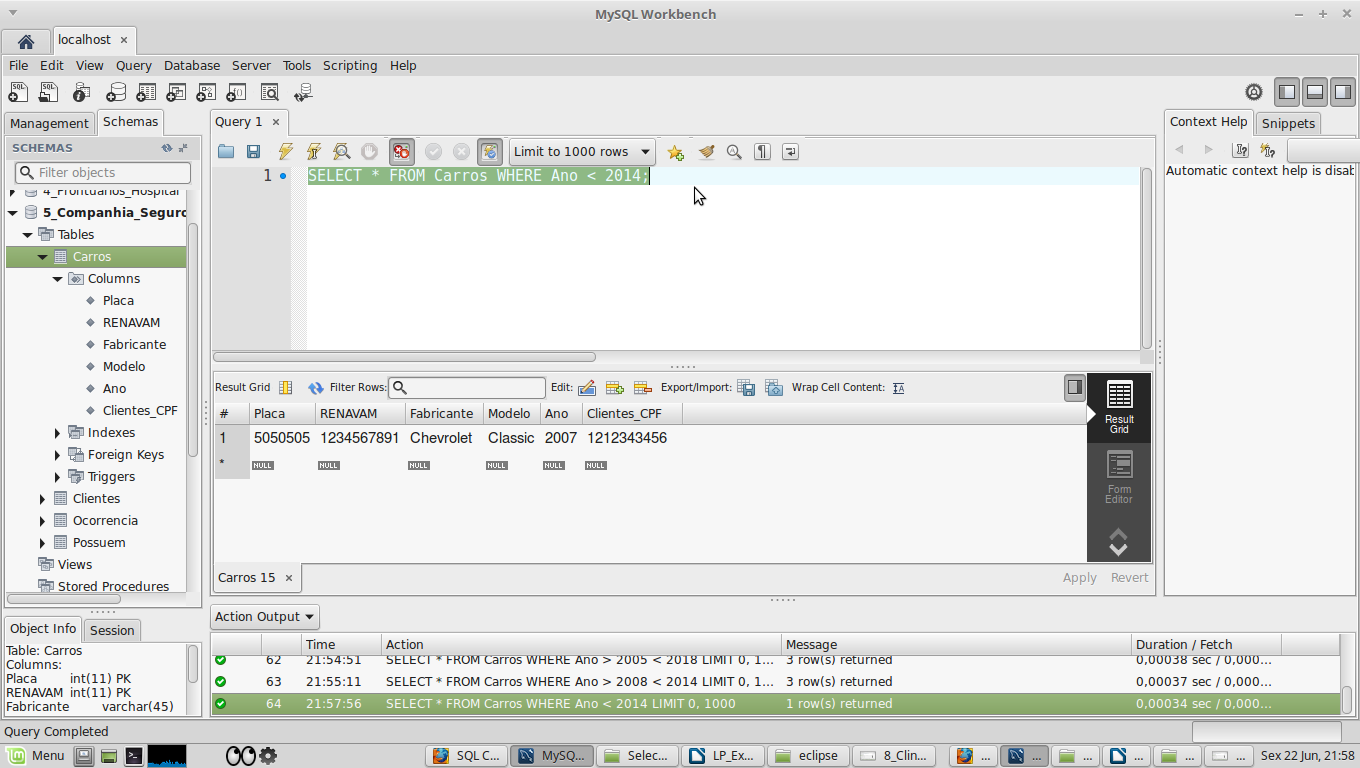 MySQL Workbench
localhost ×
File Edit View Query Database Server Tools Scripting Help
Management Schemas
SCHEMAS
Filter objects
4_Prontuarios_Hospital
5_Companhia_Seguro
Tables
Carros
Columns
Placa
RENAVAM
Fabricante
Modelo
Ano
Clientes_CPF
Indexes
Foreign Keys
Triggers
Clientes
Ocorrencia
Possuem
Views
Stored Procedures
Object Info Session
Table: Carros
Columns:
Placa int(11) PK
RENAVAM int(11) PK
Fabricante varchar(45)
Query 1 ×
Limit to 1000 rows
1 SELECT * FROM Carros WHERE Ano < 2014;
Result Grid Filter Rows: Edit: Export/Import: Wrap Cell Content:
# Placa RENAVAM Fabricante Modelo Ano Clientes_CPF
1 5050505 1234567891 Chevrolet Classic 2007 1212343456
* NULL NULL NULL NULL NULL NULL
Result
Grid
Form
Editor
Carros 15 × Apply Revert
Context Help Snippets
Automatic context help is disab
Action Output
Time Action Message Duration / Fetch
62 21:54:51 SELECT * FROM Carros WHERE Ano > 2005 < 2018 LIMIT 0, 1... 3 row(s) returned 0,00038 sec / 0,000...
63 21:55:11 SELECT * FROM Carros WHERE Ano > 2008 < 2014 LIMIT 0, 1... 3 row(s) returned 0,00037 sec / 0,000...
64 21:57:56 SELECT * FROM Carros WHERE Ano < 2014 LIMIT 0, 1000 1 row(s) returned 0,00034 sec / 0,000...
Query Completed
Menu SQL C... MySQ... Selec... LP_Ex... eclipse 8_Clin... ... ... ... ... ... ... Sex 22 Jun, 21:58